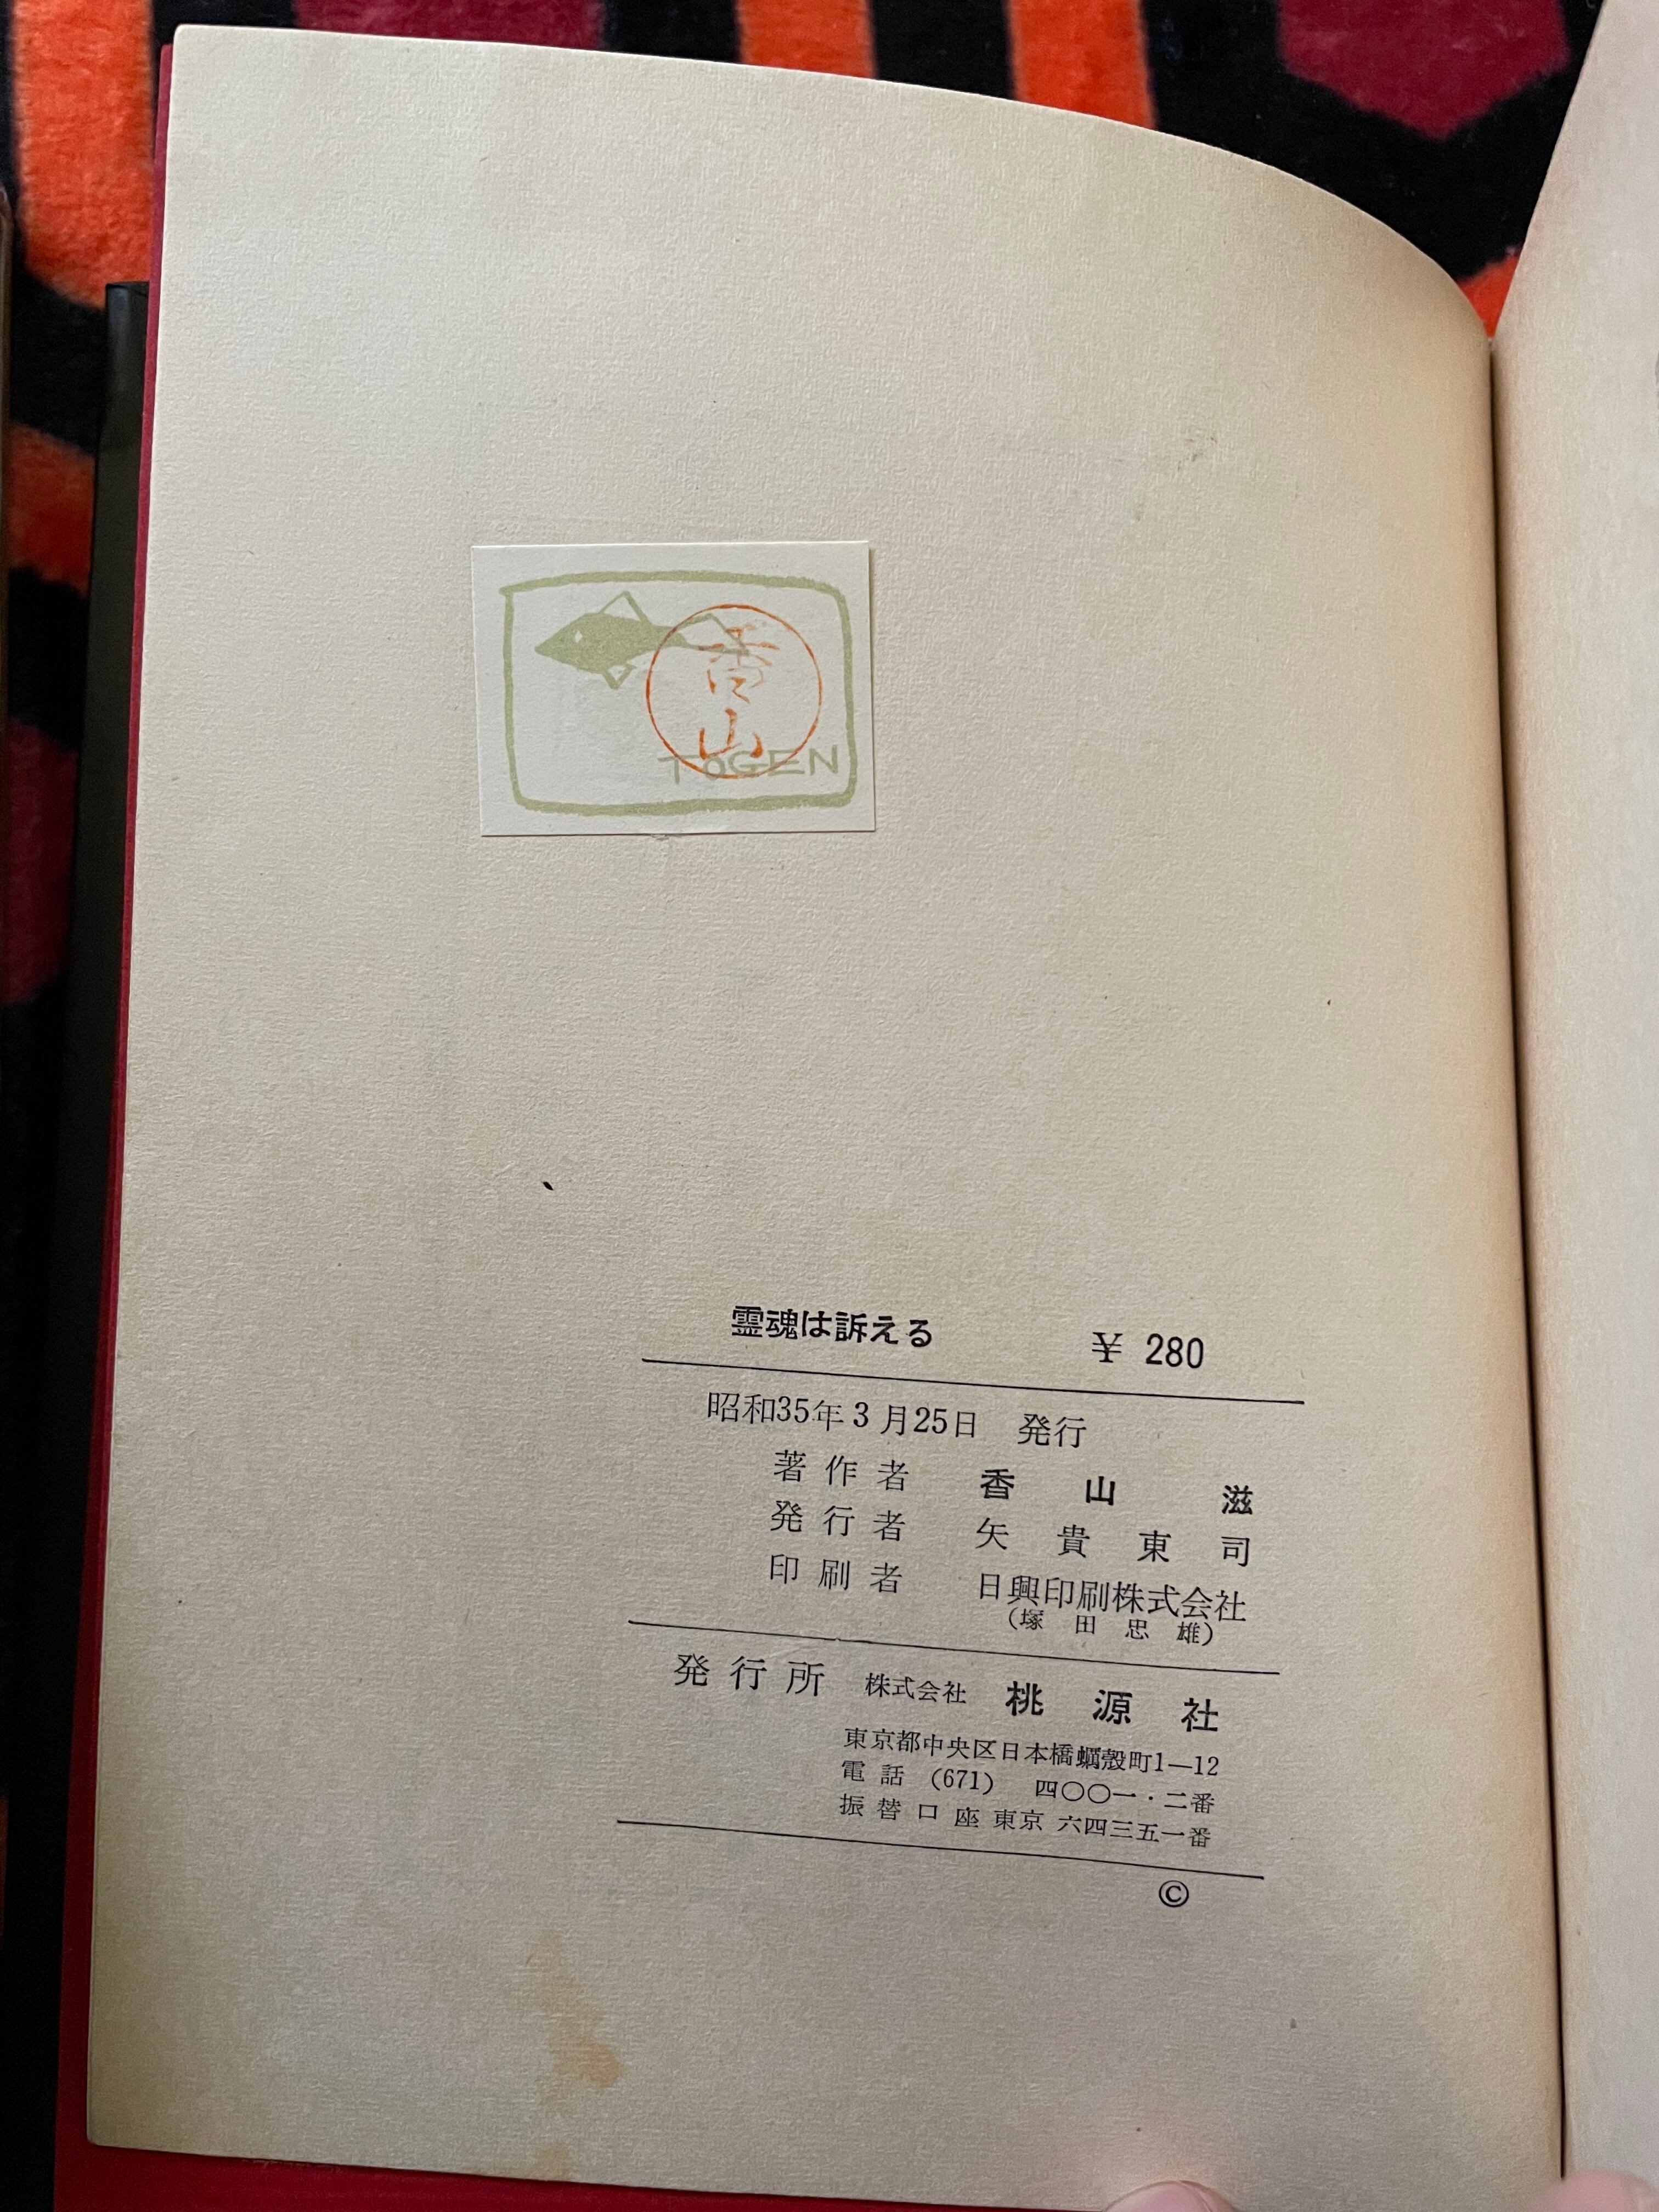 香山
TOGEN
霊魂は訴える ¥ 280
昭和35年3月25日 発行
著作者 香山滋
発行者 矢貴東司
印刷者 日興印刷株式会社
(塚田忠雄)
発行所 株式会社 桃源社
東京都中央区日本橋蠣殻町1―12
電話 (671) 四〇〇一・二番
振替口座 東京 六四三五一番
©